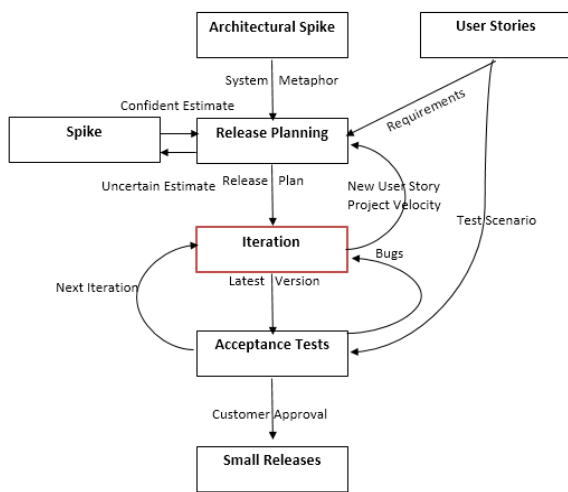 Architectural Spike
User Stories
System Metaphor
Requirements
Confident Estimate
Spike
Release Planning
Uncertain Estimate
Release Plan
New User Story
Project Velocity
Test Scenario
Iteration
Bugs
Next Iteration
Latest Version
Acceptance Tests
Customer Approval
Small Releases